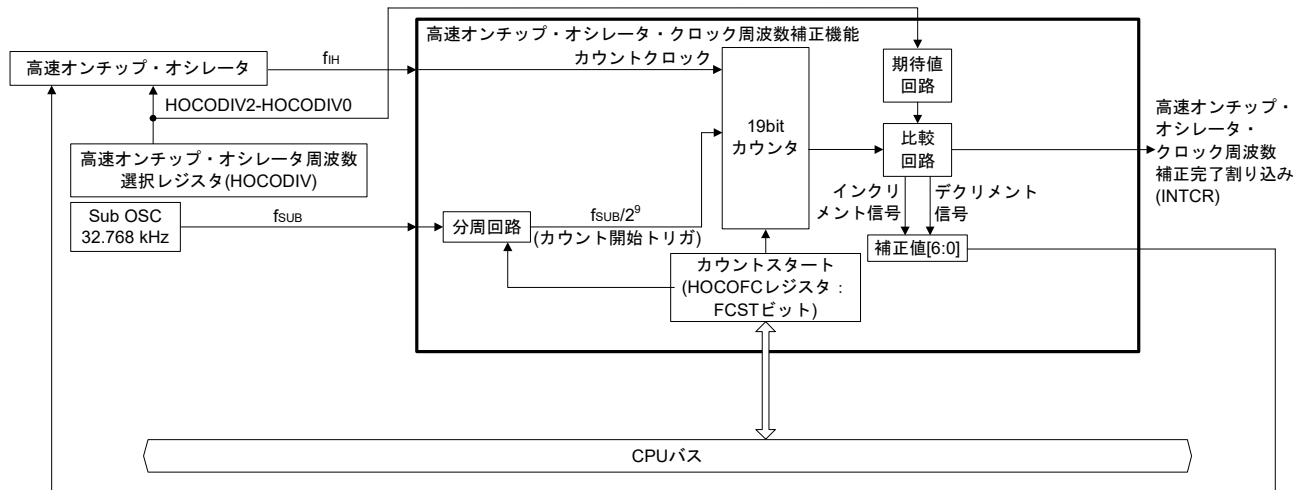 高速オンチップ・オシレータ・クロック周波数補正機能
高速オンチップ・オシレータ
fIH
カウントクロック
期待値
回路
HOCODIV2-HOCODIV0
高速オンチップ・オシレータ周波数
選択レジスタ(HOCODIV)
19bit
カウンタ
比較
回路
高速オンチップ・
オシレータ・
クロック周波数
補正完了割り込み
(INTCR)
インクリ
メント信号
デクリメント
信号
Sub OSC
32.768 kHz
fSUB
分周回路
fSUB/2⁹
(カウント開始トリガ)
補正値[6:0]
カウントスタート
(HOCOFCレジスタ：
FCSTビット)
CPUバス